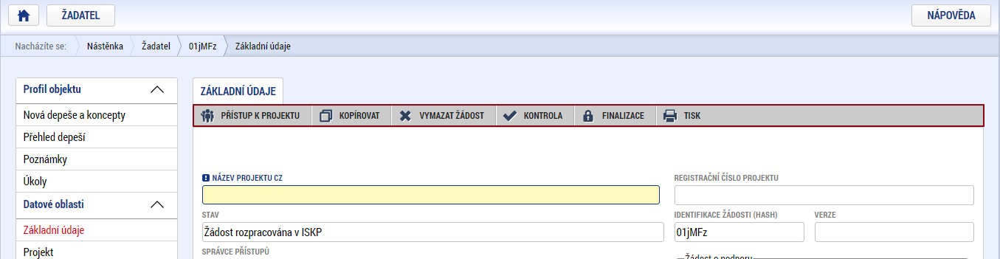 ŽADATEL
NÁPOVĚDA
Nacházíte se: Nástěnka Žadatel 01jMFz Základní údaje
Profil objektu
Nová depeše a koncepty
Přehled depeší
Poznámky
Úkoly
Datové oblasti
Základní údaje
Projekt
ZÁKLADNÍ ÚDAJE
PŘÍSTUP K PROJEKTU KOPÍROVAT VYMAZAT ŽÁDOST KONTROLA FINALIZACE TISK
NÁZEV PROJEKTU CZ
REGISTRAČNÍ ČÍSLO PROJEKTU
STAV
IDENTIFIKACE ŽÁDOSTI (HASH)
VERZE
Žádost rozpracována v ISKP
01jMFz
SPRÁVCE PŘÍSTUPŮ
Žádost o podporu